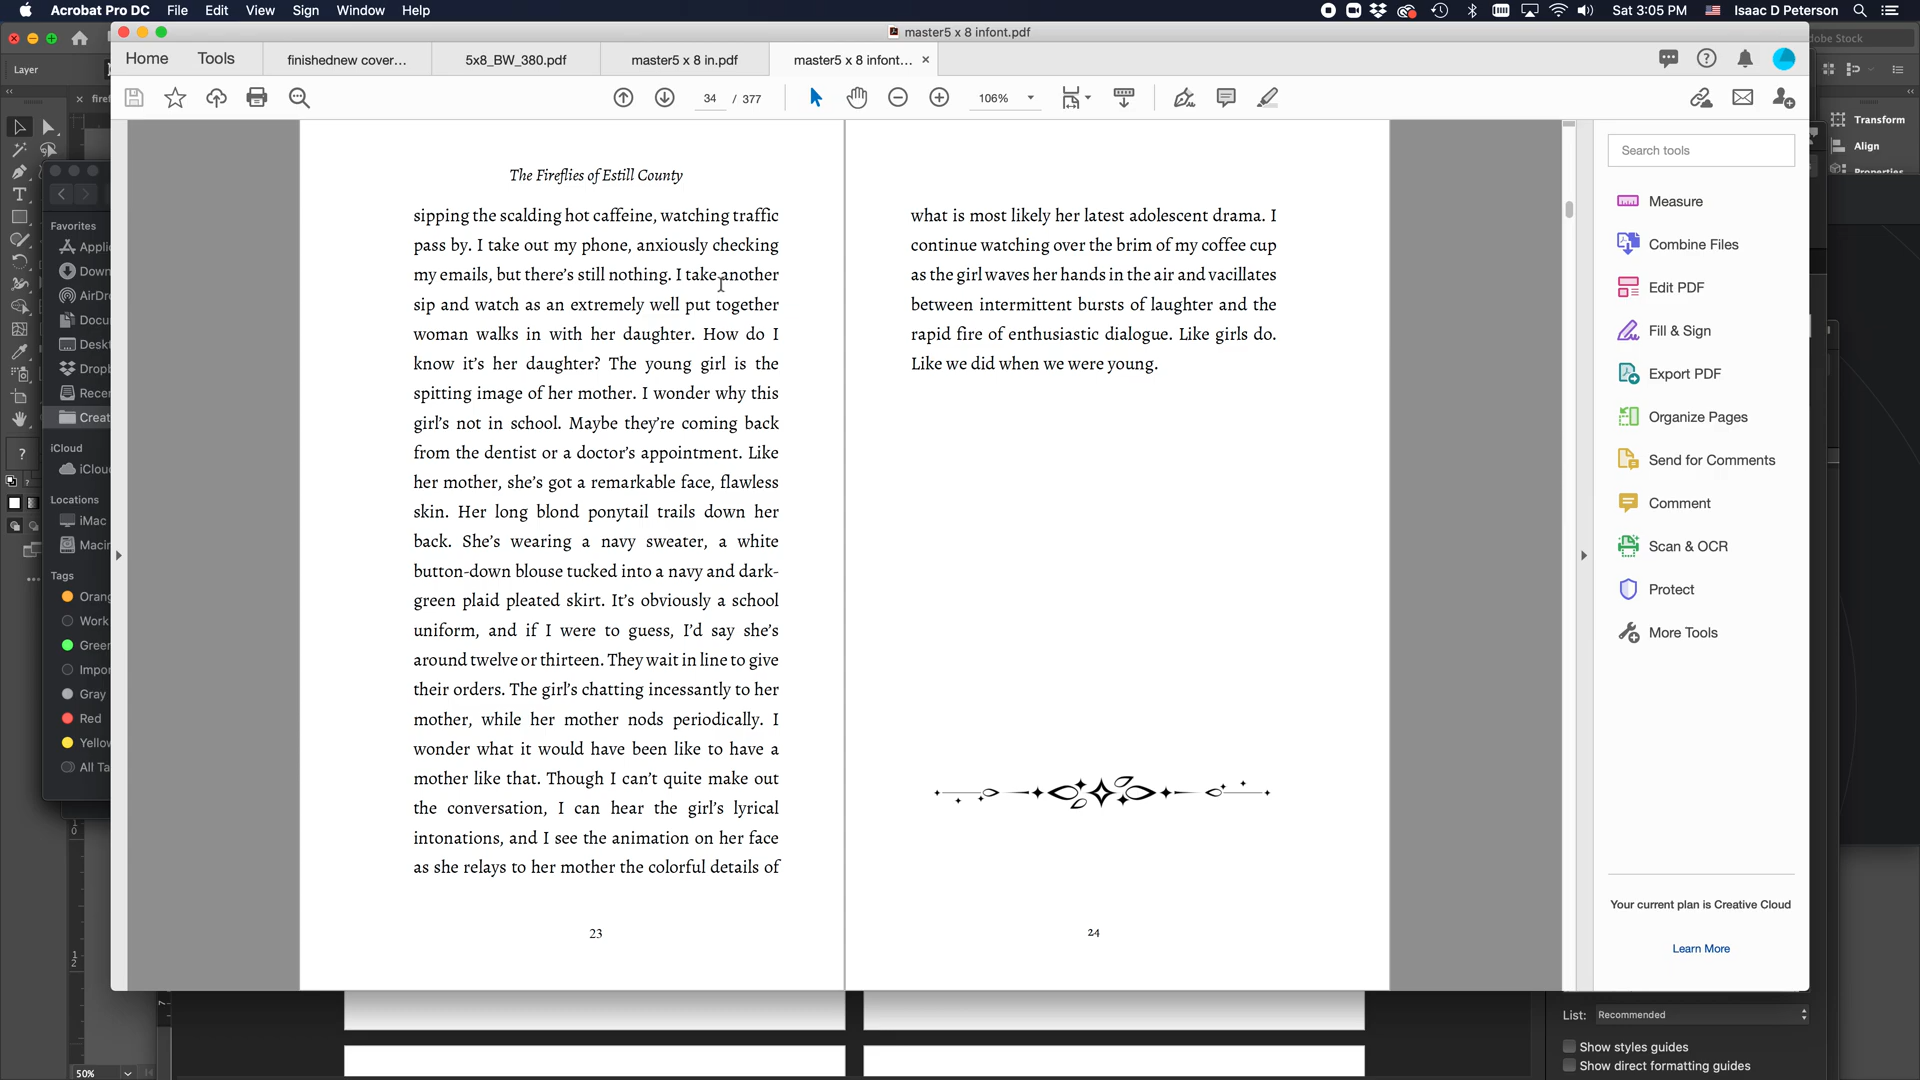 Acrobat Pro DC File Edit View Sign Window Help
Sat 3:05 PM Isaac D Peterson
master5 x 8 infont.pdf
Home Tools finishednew cover... 5x8_BW_380.pdf master5 x 8 in.pdf master5 x 8 infont... ×
34 / 377 106%
Layer
Search tools
Measure
Combine Files
Edit PDF
Fill & Sign
Export PDF
Organize Pages
Send for Comments
Comment
Scan & OCR
Protect
More Tools
Your current plan is Creative Cloud
Learn More
The Fireflies of Estill County
sipping the scalding hot caffeine, watching traffic
pass by. I take out my phone, anxiously checking
my emails, but there's still nothing. I take another
sip and watch as an extremely well put together
woman walks in with her daughter. How do I
know it's her daughter? The young girl is the
spitting image of her mother. I wonder why this
girl's not in school. Maybe they're coming back
from the dentist or a doctor's appointment. Like
her mother, she's got a remarkable face, flawless
skin. Her long blond ponytail trails down her
back. She's wearing a navy sweater, a white
button-down blouse tucked into a navy and dark-
green plaid pleated skirt. It's obviously a school
uniform, and if I were to guess, I'd say she's
around twelve or thirteen. They wait in line to give
their orders. The girl's chatting incessantly to her
mother, while her mother nods periodically. I
wonder what it would have been like to have a
mother like that. Though I can't quite make out
the conversation, I can hear the girl's lyrical
intonations, and I see the animation on her face
as she relays to her mother the colorful details of
23
what is most likely her latest adolescent drama. I
continue watching over the brim of my coffee cup
as the girl waves her hands in the air and vacillates
between intermittent bursts of laughter and the
rapid fire of enthusiastic dialogue. Like girls do.
Like we did when we were young.
24
Favorites
Appli
Down
AirDr
Docu
Deskt
Dropb
Recen
Creat
iCloud
iClou
Locations
iMac
Macin
Tags
Orang
Work
Green
Impor
Gray
Red
Yellow
All Ta
Transform
Align
Properties
dobe Stock
List: Recommended
Show styles guides
Show direct formatting guides
50%